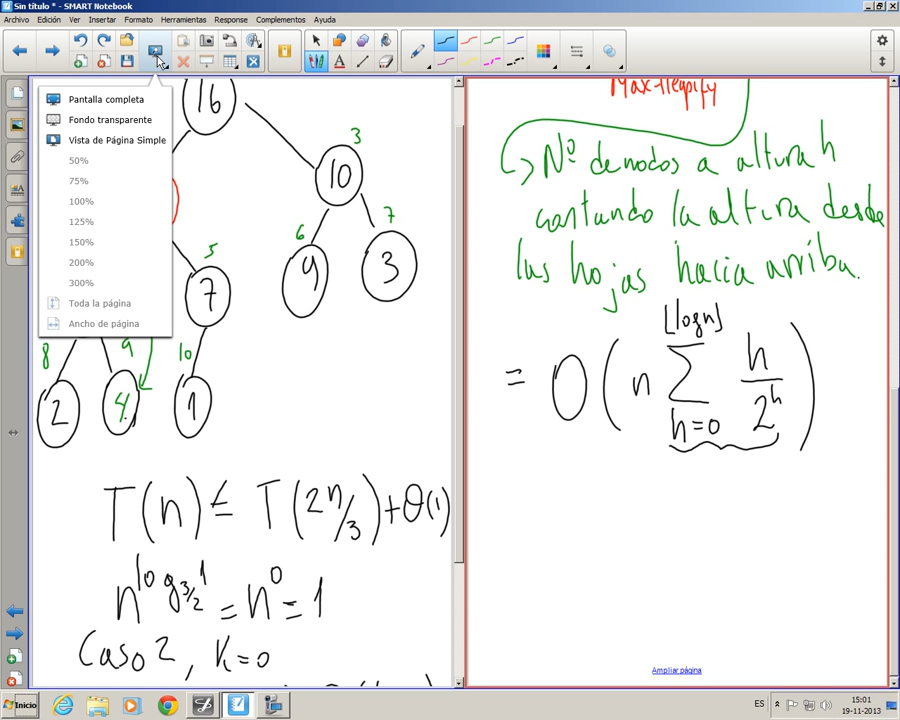 Sin título * - SMART Notebook
Archivo Edición Ver Insertar Formato Herramientas Response Complementos Ayuda
Pantalla completa
Fondo transparente
Vista de Página Simple
50%
75%
100%
125%
150%
200%
300%
Toda la página
Ancho de página
16
3
10
6
7
9
3
5
7
8
9
10
2
4
1
T(n) ≤ T(2n/3) + Θ(1)
n^log_{3/2} 1 = n^0 = 1
Caso 2, K=0
Max-Heapify
↳ Nº de nodos a altura h
contando la altura desde
las hojas hacia arriba.
⌊log n⌋
= O ( n Σ h/2^h )
h=0
Ampliar página
Inicio
ES
15:01
19-11-2013